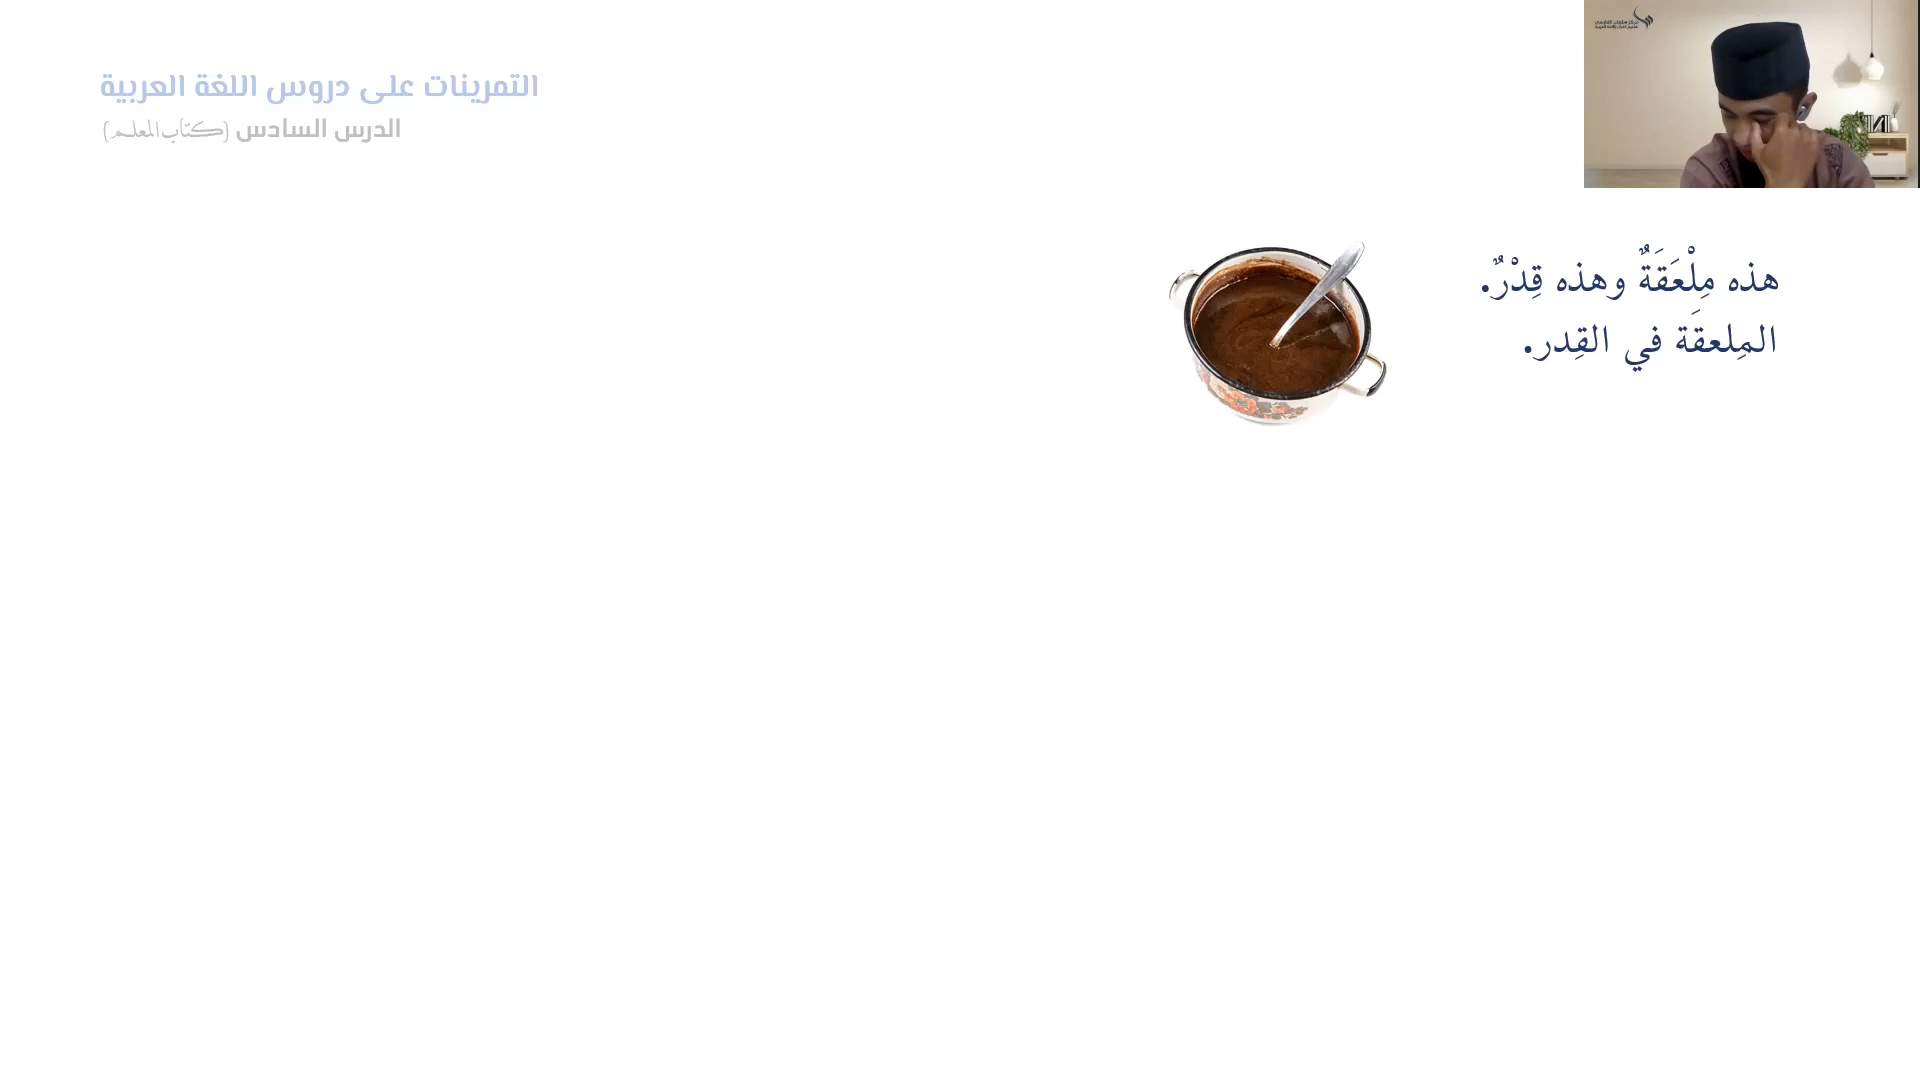 التمرينات على دروس اللغة العربية
الدرس السادس (كتاب المعلم)
هذه مِلْعَقَةٌ وهذه قِدْرٌ.
المِلعقَة في القِدر.